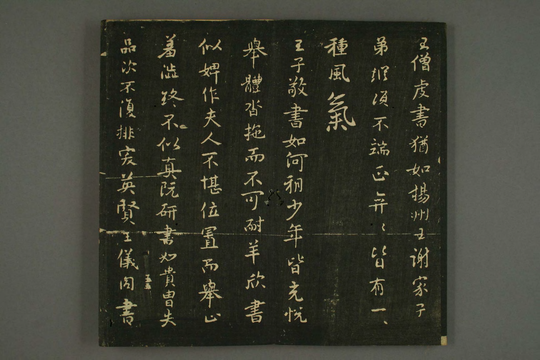 王僧虔書猶如揚州王謝家子
弟縱復不端正奕奕皆有一
種風氣
王子敬書如河朔少年皆充悅
舉體沓拖而不可耐羊欣書
似婢作夫人不堪位置而舉止
羞澁終不似真阮研書如貴胄失
品次不復排突英賢王儀同書